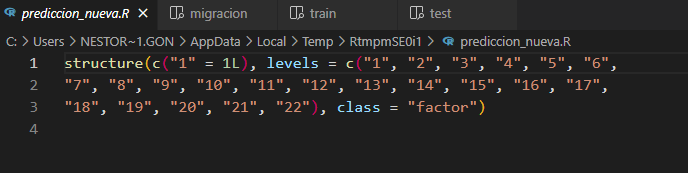 prediccion_nueva.R X migracion train test
C: > Users > NESTOR~1.GON > AppData > Local > Temp > RtmpmSE0i1 > prediccion_nueva.R
1 structure(c("1" = 1L), levels = c("1", "2", "3", "4", "5", "6",
2 "7", "8", "9", "10", "11", "12", "13", "14", "15", "16", "17",
3 "18", "19", "20", "21", "22"), class = "factor")
4